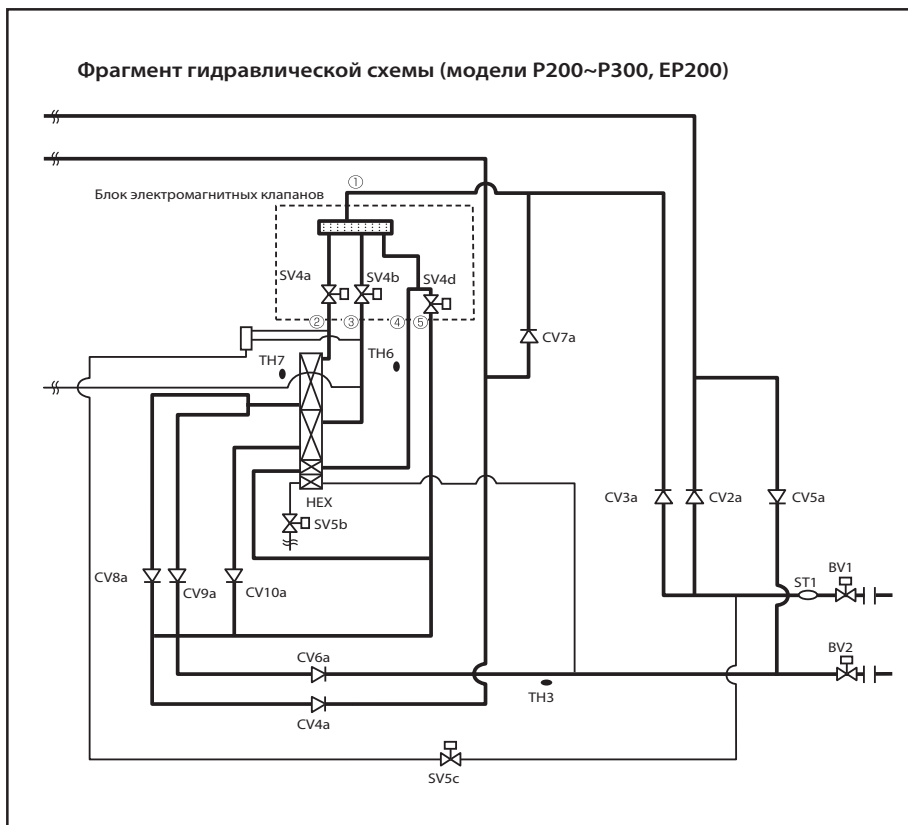 Фрагмент гидравлической схемы (модели P200~P300, EP200)
①
Блок электромагнитных клапанов
SV4a
SV4b
SV4d
② ③ ④ ⑤
TH7
TH6
CV7a
HEX
SV5b
CV3a
CV2a
CV5a
CV8a
CV9a
CV10a
ST1
BV1
CV6a
BV2
TH3
CV4a
SV5c